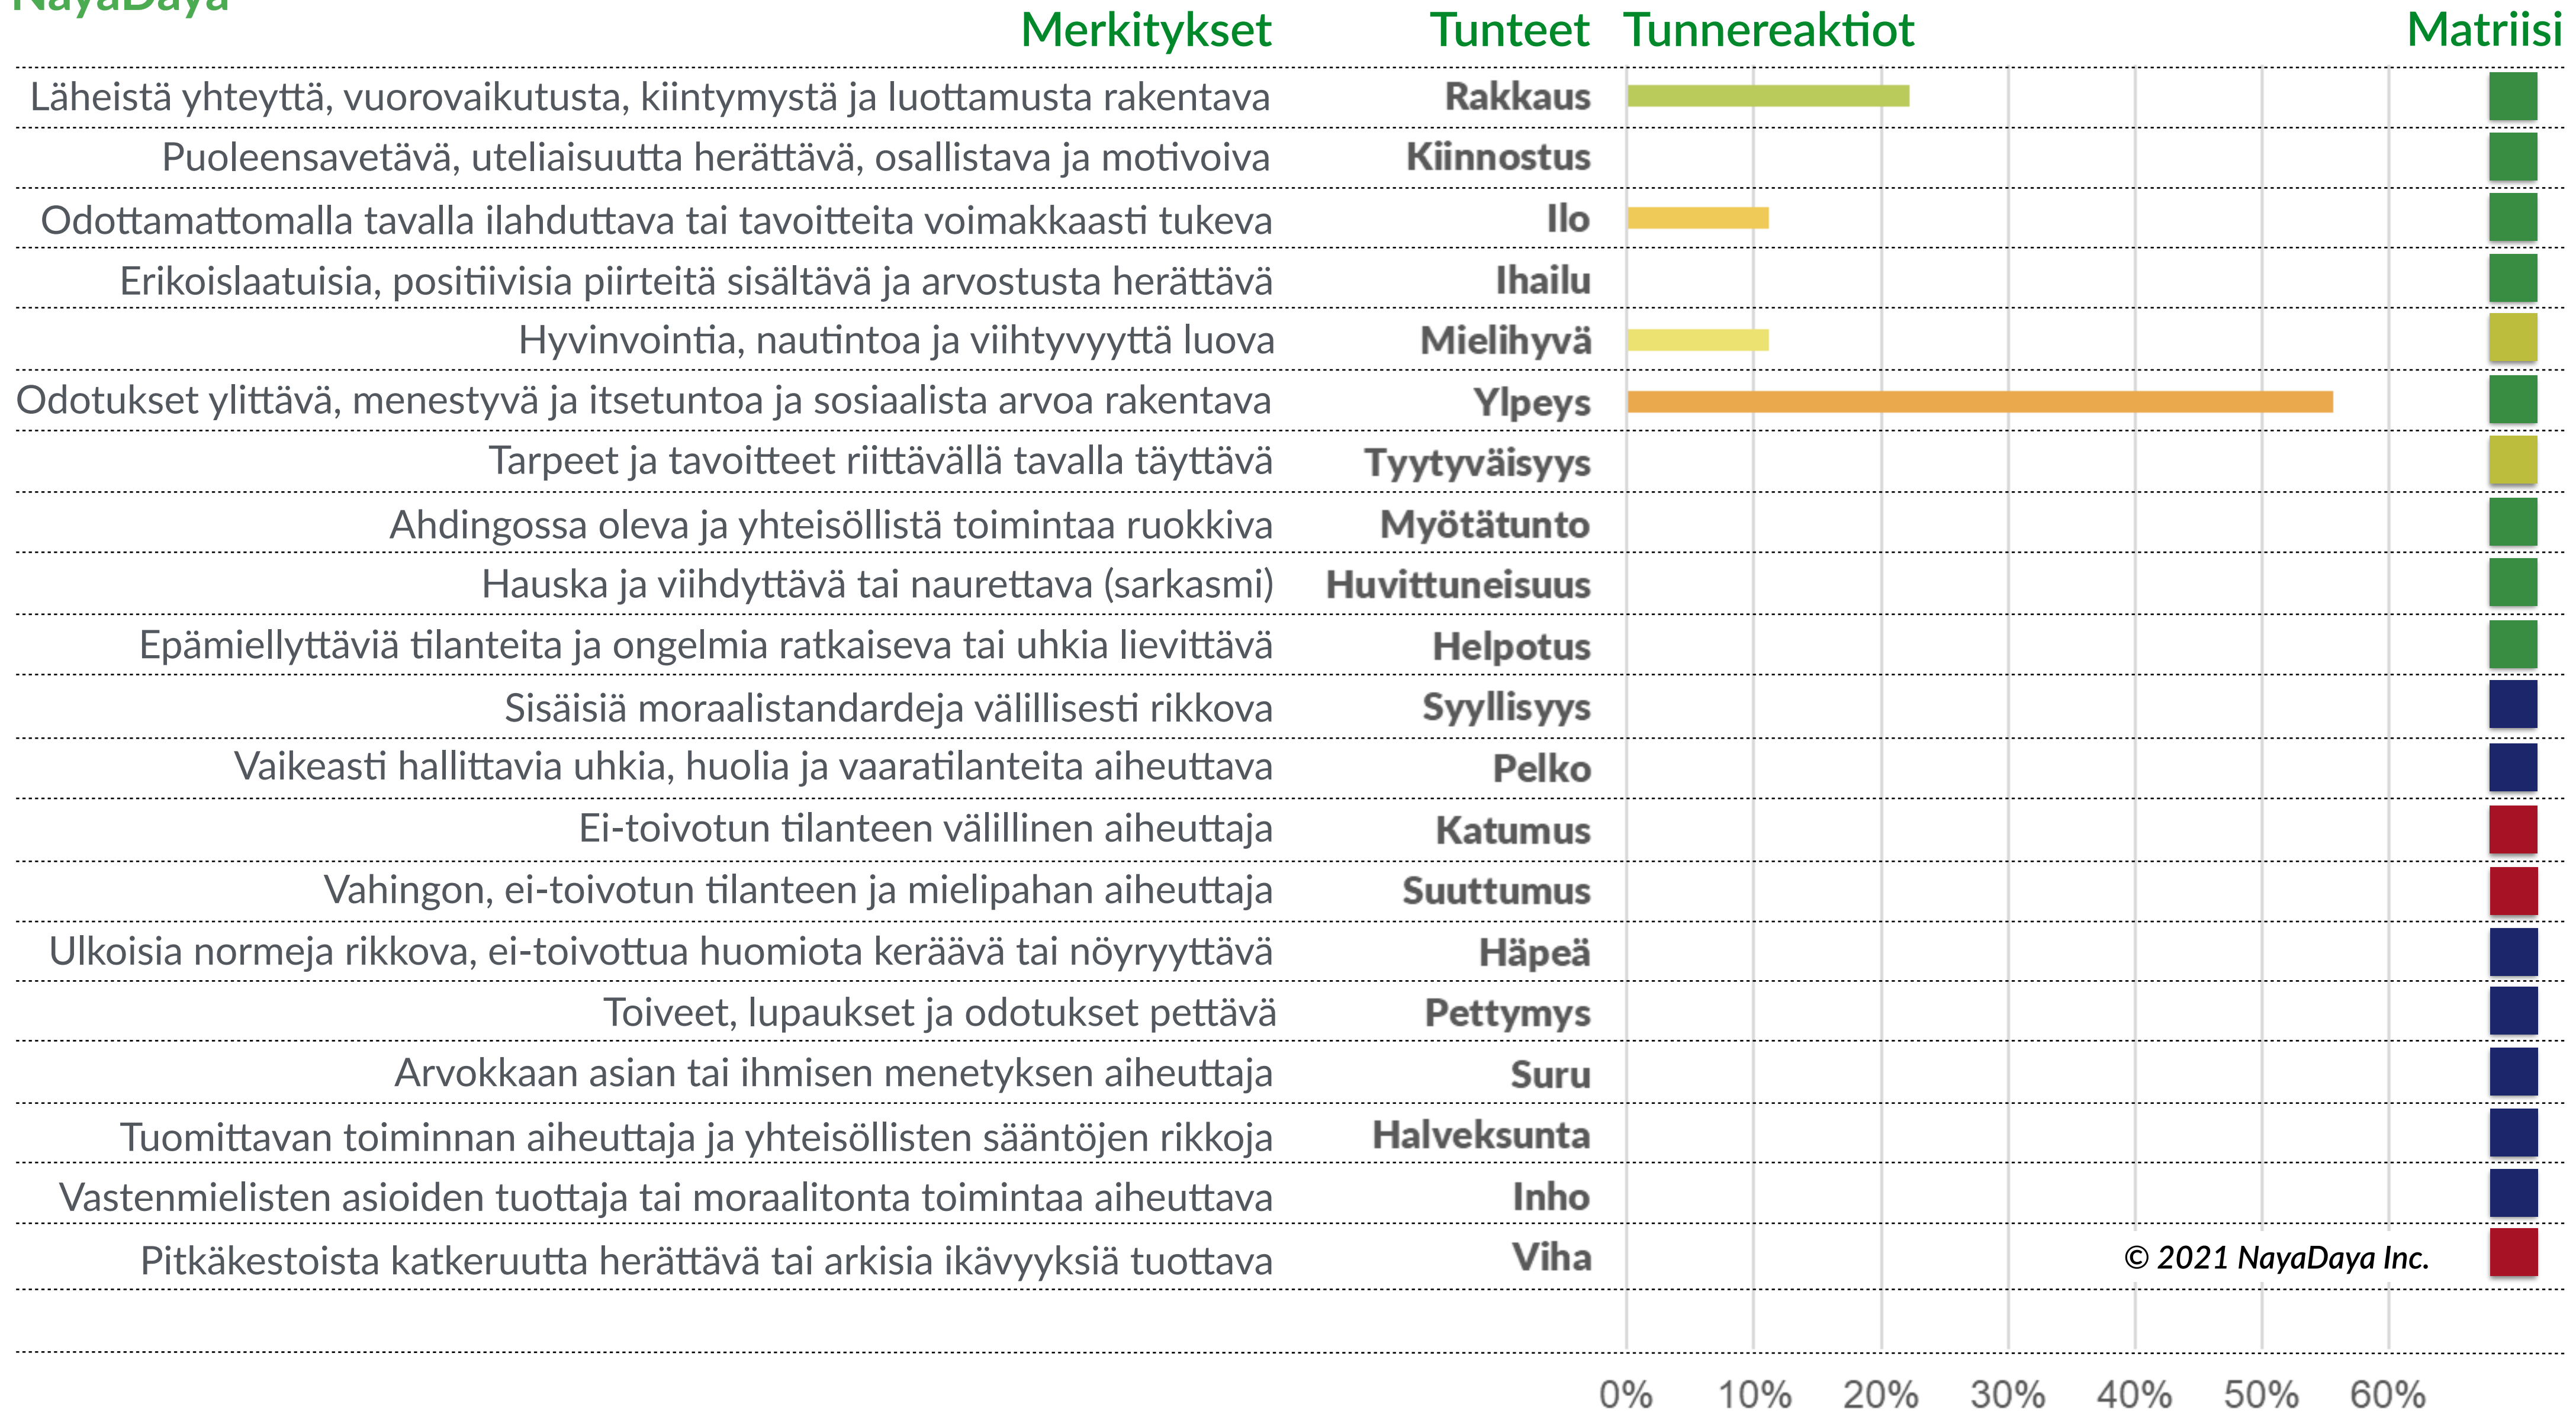 NayaDaya
Merkitykset Tunteet Tunnereaktiot Matriisi
Läheistä yhteyttä, vuorovaikutusta, kiintymystä ja luottamusta rakentava Rakkaus
Puoleensavetävä, uteliaisuutta herättävä, osallistava ja motivoiva Kiinnostus
Odottamattomalla tavalla ilahduttava tai tavoitteita voimakkaasti tukeva Ilo
Erikoislaatuisia, positiivisia piirteitä sisältävä ja arvostusta herättävä Ihailu
Hyvinvointia, nautintoa ja viihtyvyyttä luova Mielihyvä
Odotukset ylittävä, menestyvä ja itsetuntoa ja sosiaalista arvoa rakentava Ylpeys
Tarpeet ja tavoitteet riittävällä tavalla täyttävä Tyytyväisyys
Ahdingossa oleva ja yhteisöllistä toimintaa ruokkiva Myötätunto
Hauska ja viihdyttävä tai naurettava (sarkasmi) Huvittuneisuus
Epämiellyttäviä tilanteita ja ongelmia ratkaiseva tai uhkia lievittävä Helpotus
Sisäisiä moraalistandardeja välillisesti rikkova Syyllisyys
Vaikeasti hallittavia uhkia, huolia ja vaaratilanteita aiheuttava Pelko
Ei-toivotun tilanteen välillinen aiheuttaja Katumus
Vahingon, ei-toivotun tilanteen ja mielipahan aiheuttaja Suuttumus
Ulkoisia normeja rikkova, ei-toivottua huomiota keräävä tai nöyryyttävä Häpeä
Toiveet, lupaukset ja odotukset pettävä Pettymys
Arvokkaan asian tai ihmisen menetyksen aiheuttaja Suru
Tuomittavan toiminnan aiheuttaja ja yhteisöllisten sääntöjen rikkoja Halveksunta
Vastenmielisten asioiden tuottaja tai moraalitonta toimintaa aiheuttava Inho
Pitkäkestoista katkeruutta herättävä tai arkisia ikävyyksiä tuottava Viha © 2021 NayaDaya Inc.
0% 10% 20% 30% 40% 50% 60%